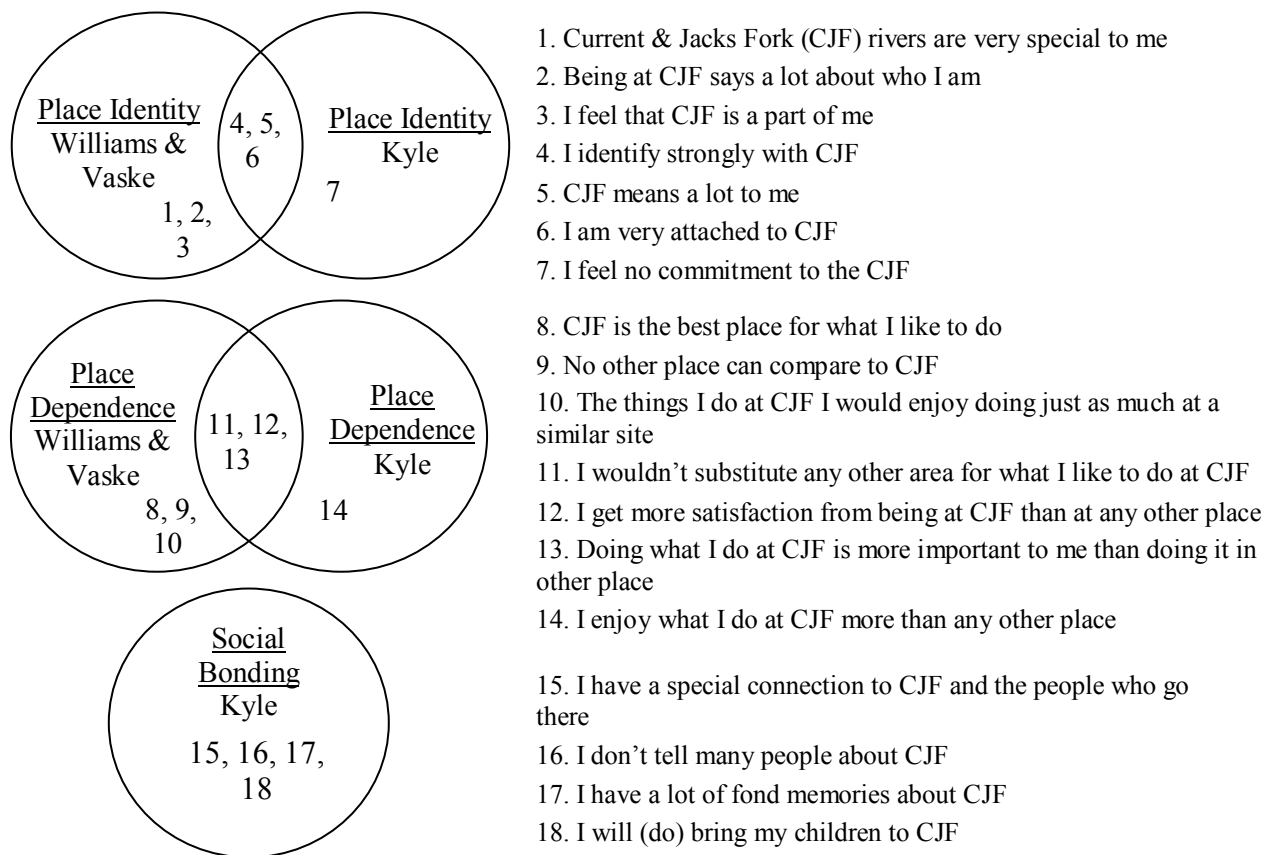 Place Identity
Williams &
Vaske
1, 2,
3
4, 5,
6
Place Identity
Kyle
7
1. Current & Jacks Fork (CJF) rivers are very special to me
2. Being at CJF says a lot about who I am
3. I feel that CJF is a part of me
4. I identify strongly with CJF
5. CJF means a lot to me
6. I am very attached to CJF
7. I feel no commitment to the CJF
Place
Dependence
Williams &
Vaske
8, 9,
10
11, 12,
13
Place
Dependence
Kyle
14
8. CJF is the best place for what I like to do
9. No other place can compare to CJF
10. The things I do at CJF I would enjoy doing just as much at a
similar site
11. I wouldn’t substitute any other area for what I like to do at CJF
12. I get more satisfaction from being at CJF than at any other place
13. Doing what I do at CJF is more important to me than doing it in
other place
14. I enjoy what I do at CJF more than any other place
Social
Bonding
Kyle
15, 16, 17,
18
15. I have a special connection to CJF and the people who go
there
16. I don’t tell many people about CJF
17. I have a lot of fond memories about CJF
18. I will (do) bring my children to CJF